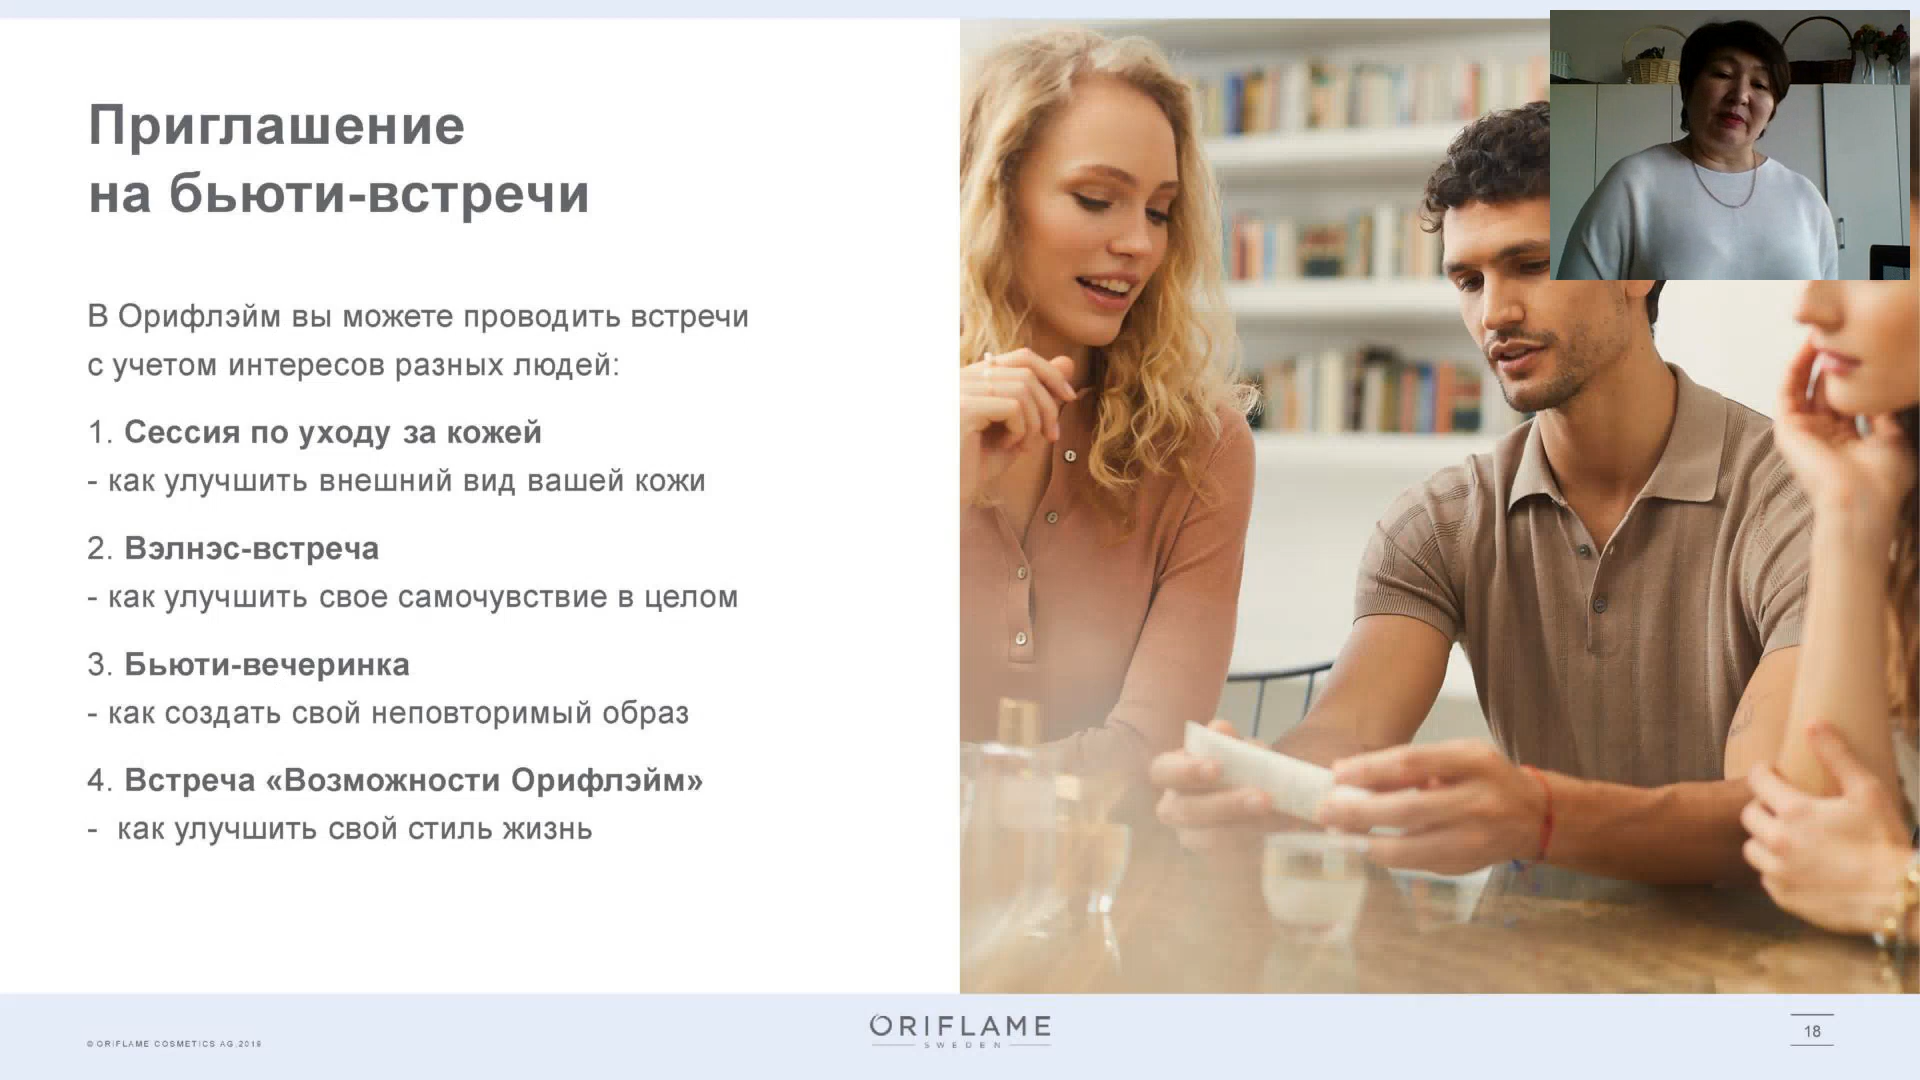 Приглашение
на бьюти-встречи
В Орифлэйм вы можете проводить встречи
с учетом интересов разных людей:
1. Сессия по уходу за кожей
- как улучшить внешний вид вашей кожи
2. Вэлнэс-встреча
- как улучшить свое самочувствие в целом
3. Бьюти-вечеринка
- как создать свой неповторимый образ
4. Встреча «Возможности Орифлэйм»
- как улучшить свой стиль жизнь
© ORIFLAME COSMETICS AG.2019
ORIFLAME
SWEDEN
18